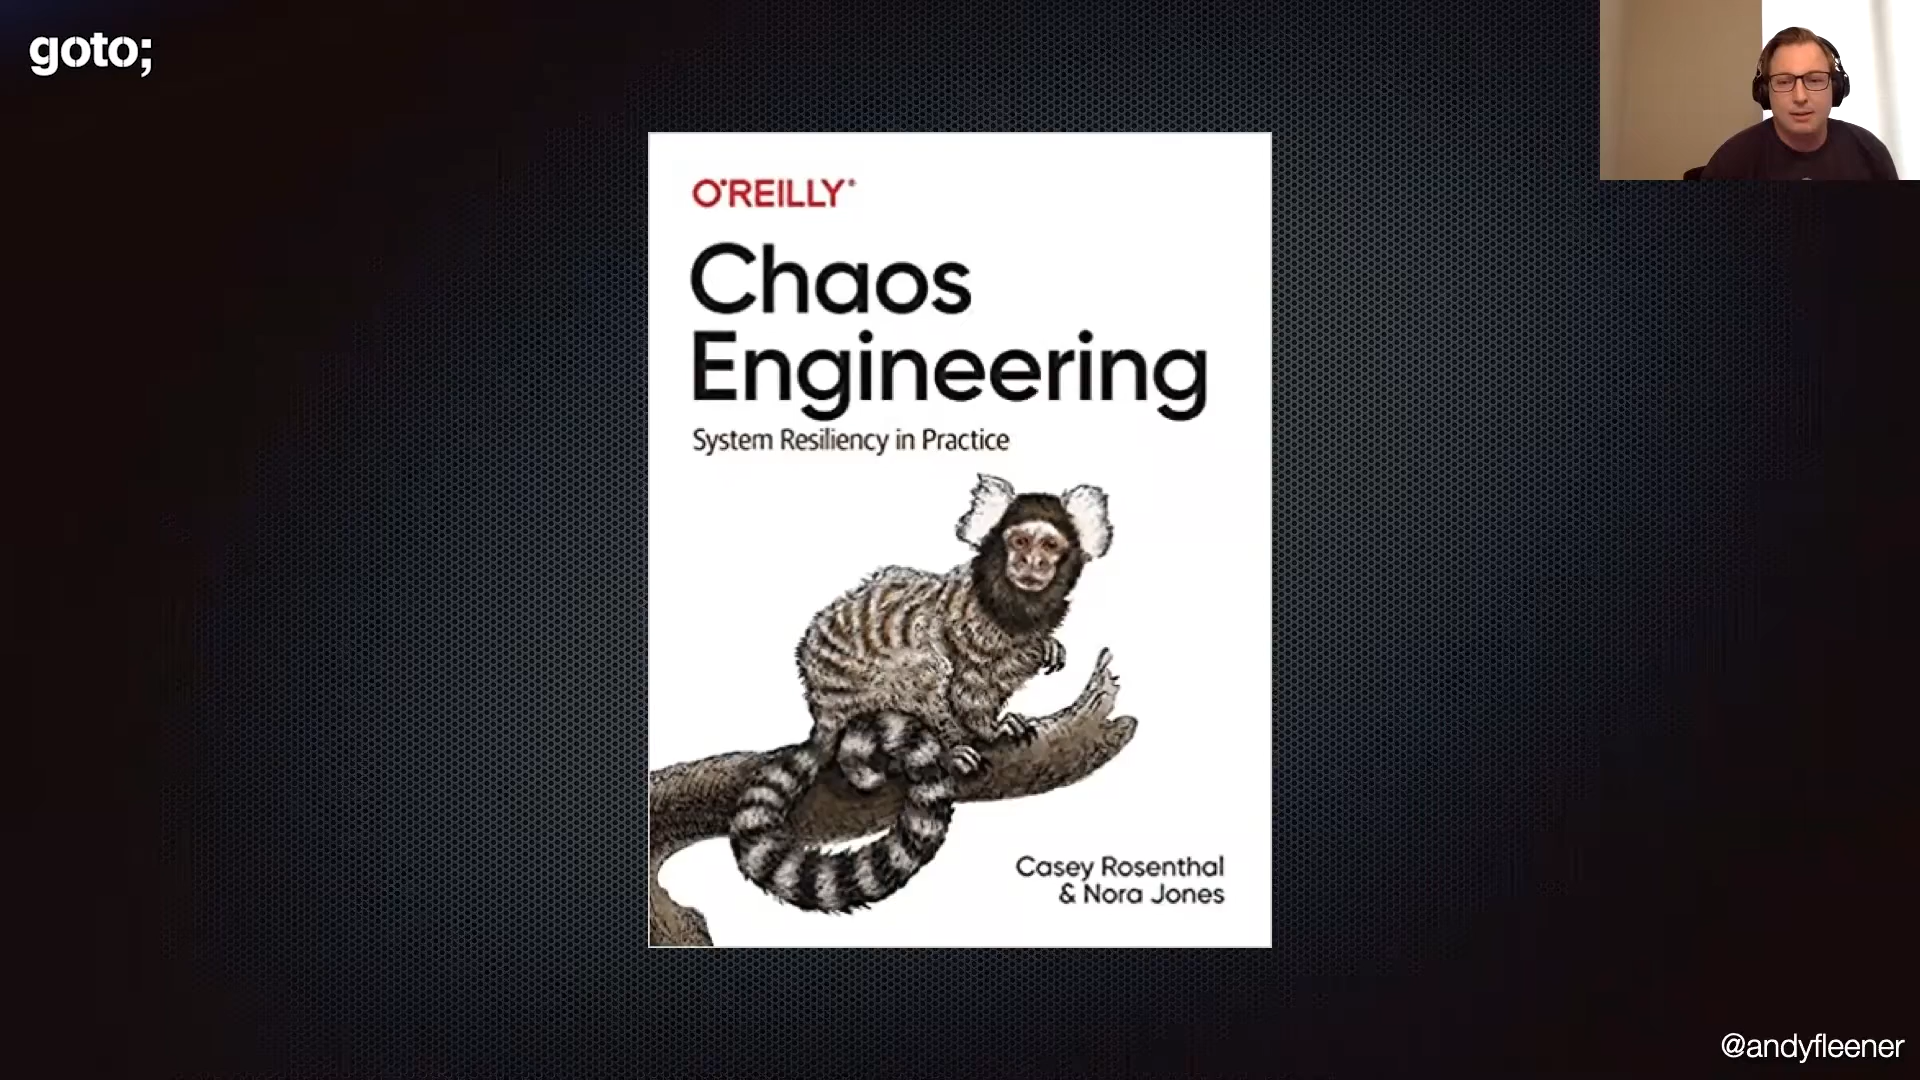 goto;
O'REILLY®
Chaos
Engineering
System Resiliency in Practice
Casey Rosenthal
& Nora Jones
@andyfleener